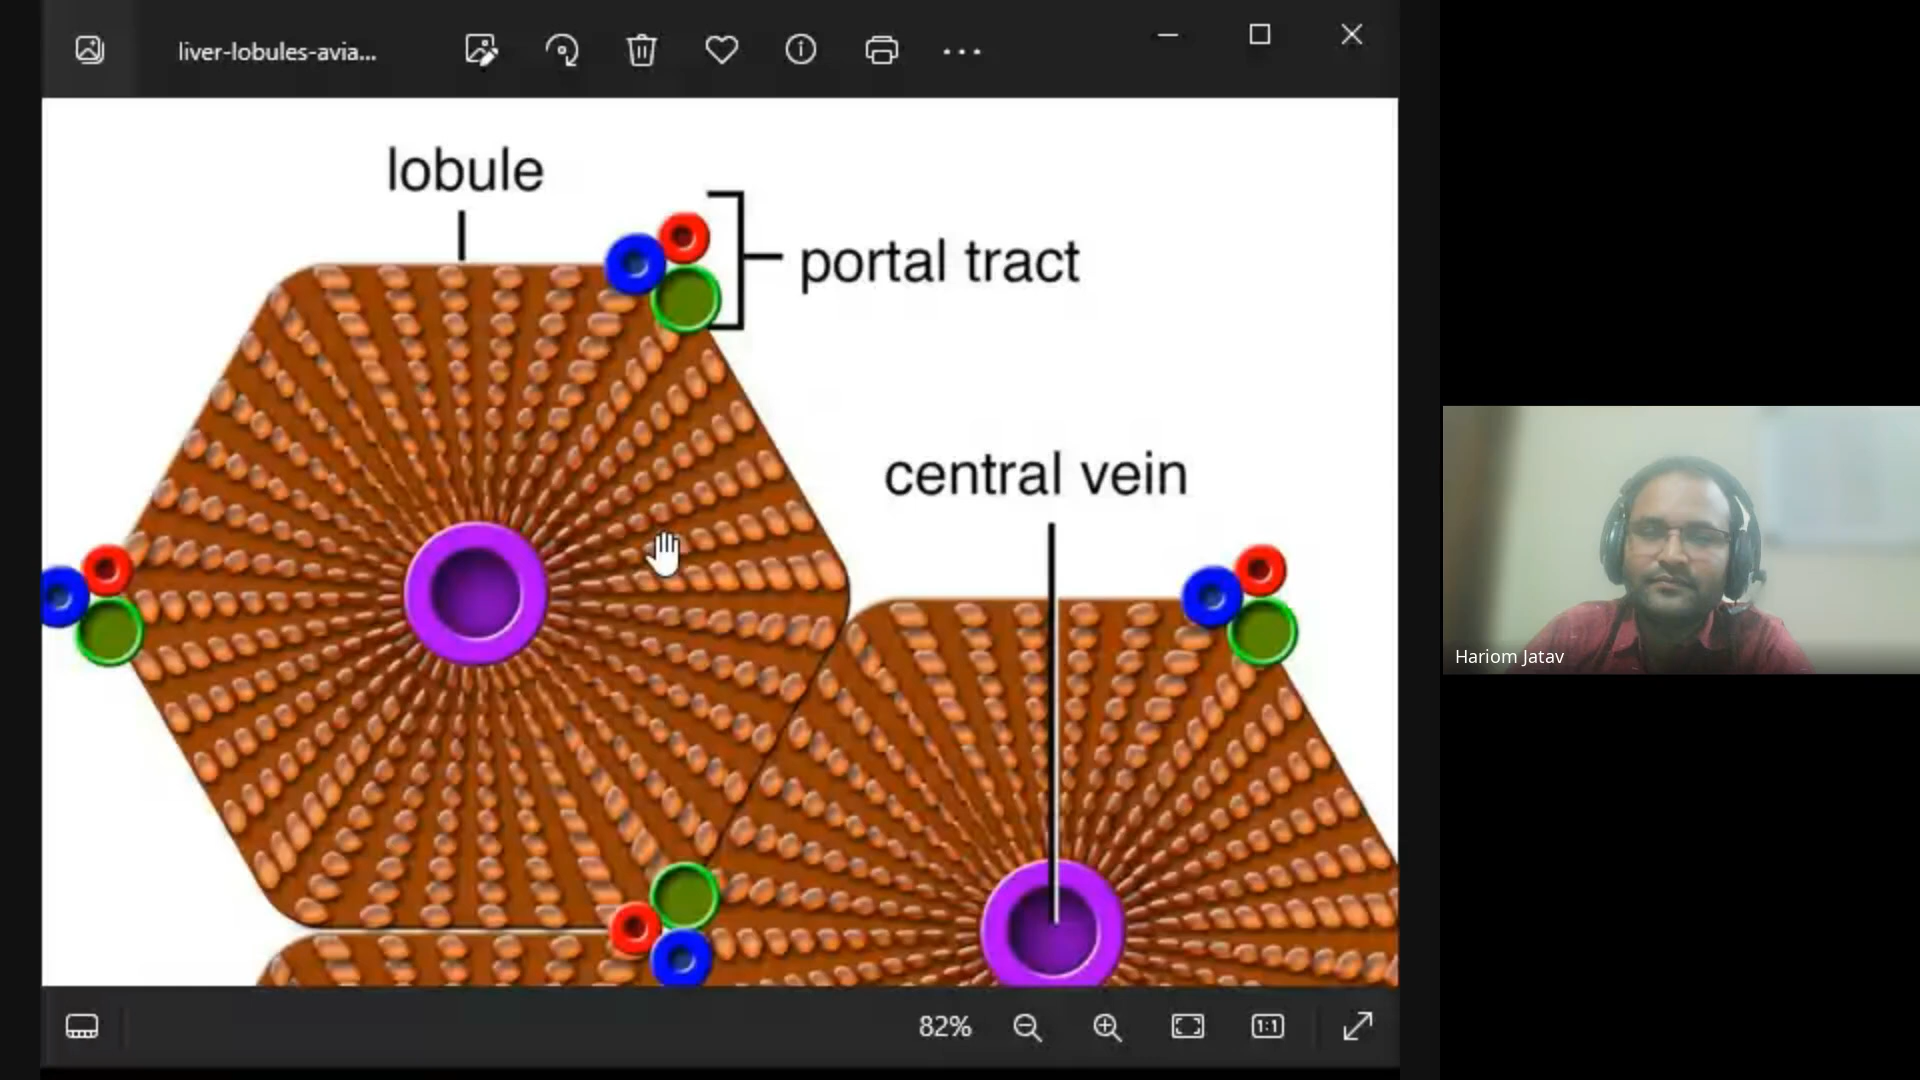 liver-lobules-avia...
lobule
portal tract
central vein
Hariom Jatav
82%
1:1